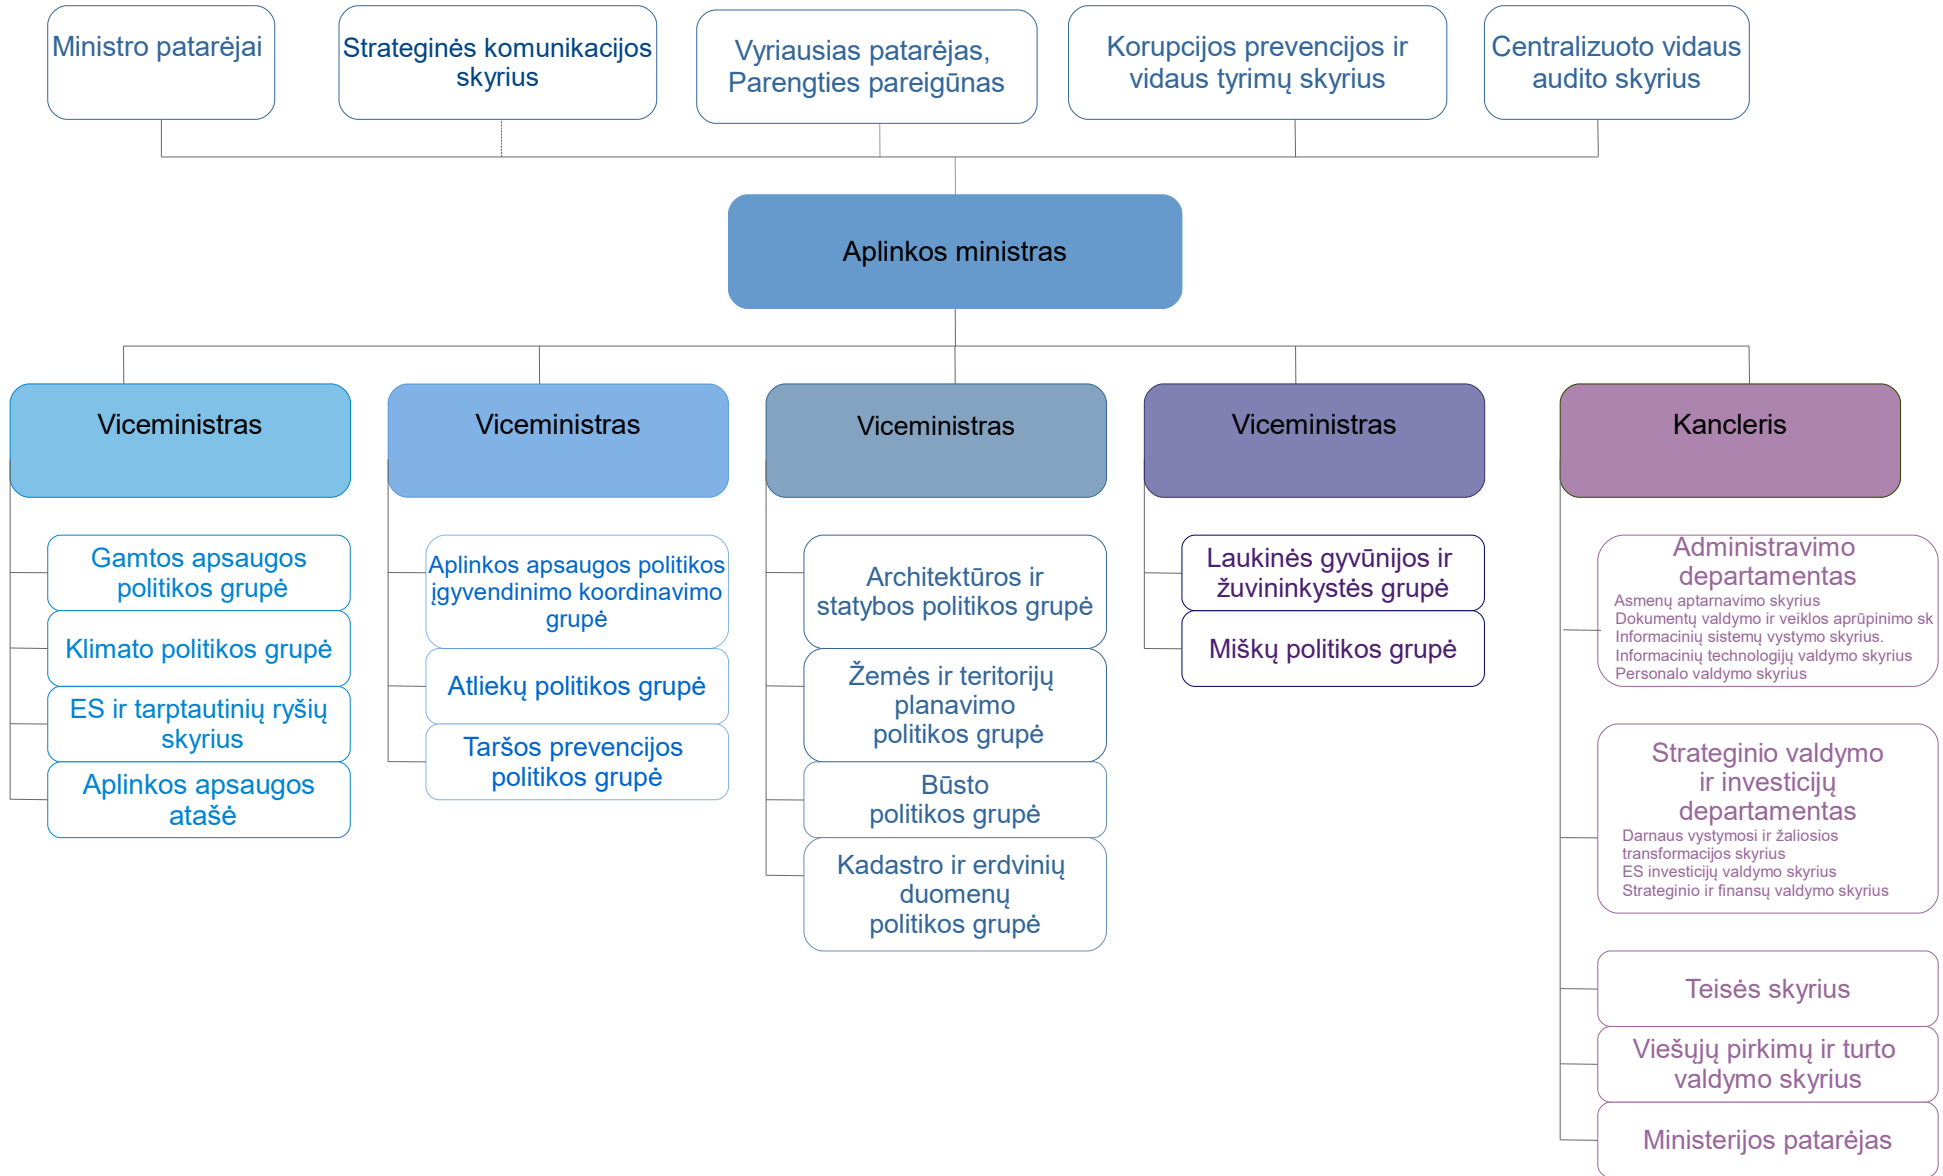 Ministro patarėjai
Strateginės komunikacijos
skyrius
Vyriausias patarėjas,
Parengties pareigūnas
Korupcijos prevencijos ir
vidaus tyrimų skyrius
Centralizuoto vidaus
audito skyrius
Aplinkos ministras
Viceministras
Viceministras
Viceministras
Viceministras
Kancleris
Gamtos apsaugos
politikos grupė
Klimato politikos grupė
ES ir tarptautinių ryšių
skyrius
Aplinkos apsaugos
atašė
Aplinkos apsaugos politikos
įgyvendinimo koordinavimo
grupė
Atliekų politikos grupė
Taršos prevencijos
politikos grupė
Architektūros ir
statybos politikos grupė
Žemės ir teritorijų
planavimo
politikos grupė
Būsto
politikos grupė
Kadastro ir erdvinių
duomenų
politikos grupė
Laukinės gyvūnijos ir
žuvininkystės grupė
Miškų politikos grupė
Administravimo
departamentas
Asmenų aptarnavimo skyrius
Dokumentų valdymo ir veiklos aprūpinimo sk
Informacinių sistemų vystymo skyrius.
Informacinių technologijų valdymo skyrius
Personalo valdymo skyrius
Strateginio valdymo
ir investicijų
departamentas
Darnaus vystymosi ir žaliosios
transformacijos skyrius
ES investicijų valdymo skyrius
Strateginio ir finansų valdymo skyrius
Teisės skyrius
Viešųjų pirkimų ir turto
valdymo skyrius
Ministerijos patarėjas